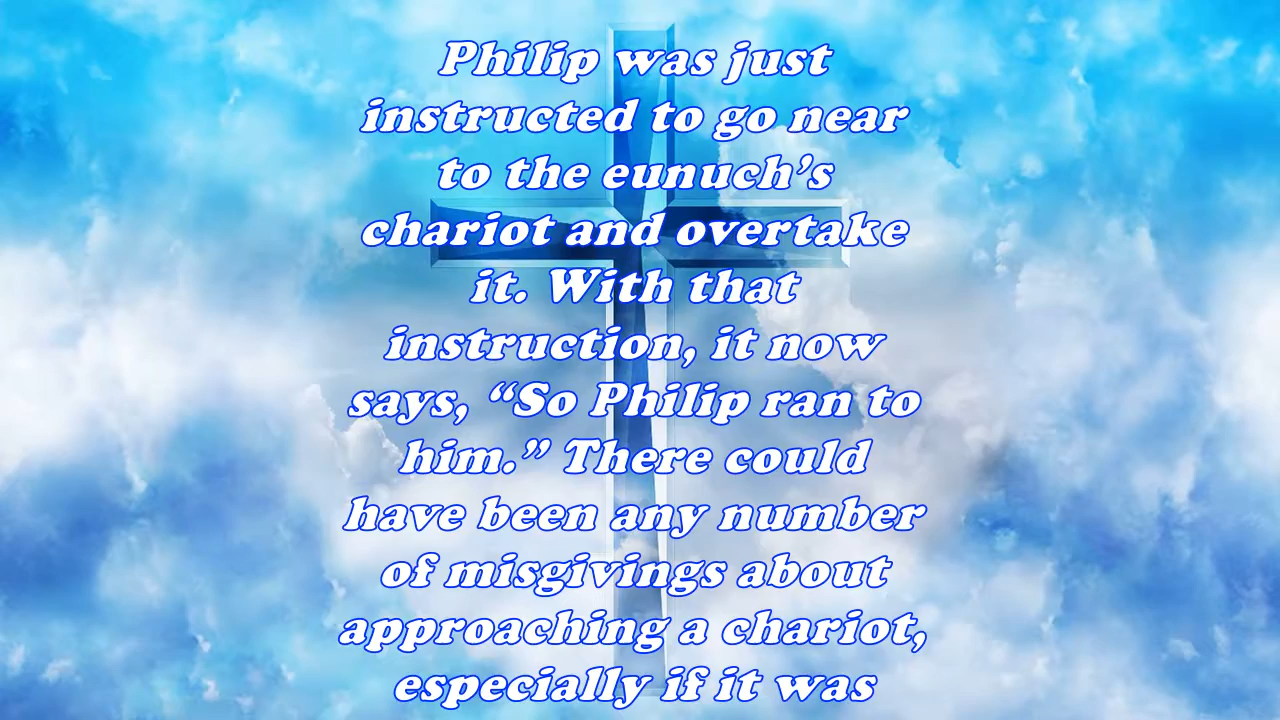 Philip was just
instructed to go near
to the eunuch’s
chariot and overtake
it. With that
instruction, it now
says, “So Philip ran to
him.” There could
have been any number
of misgivings about
approaching a chariot,
especially if it was